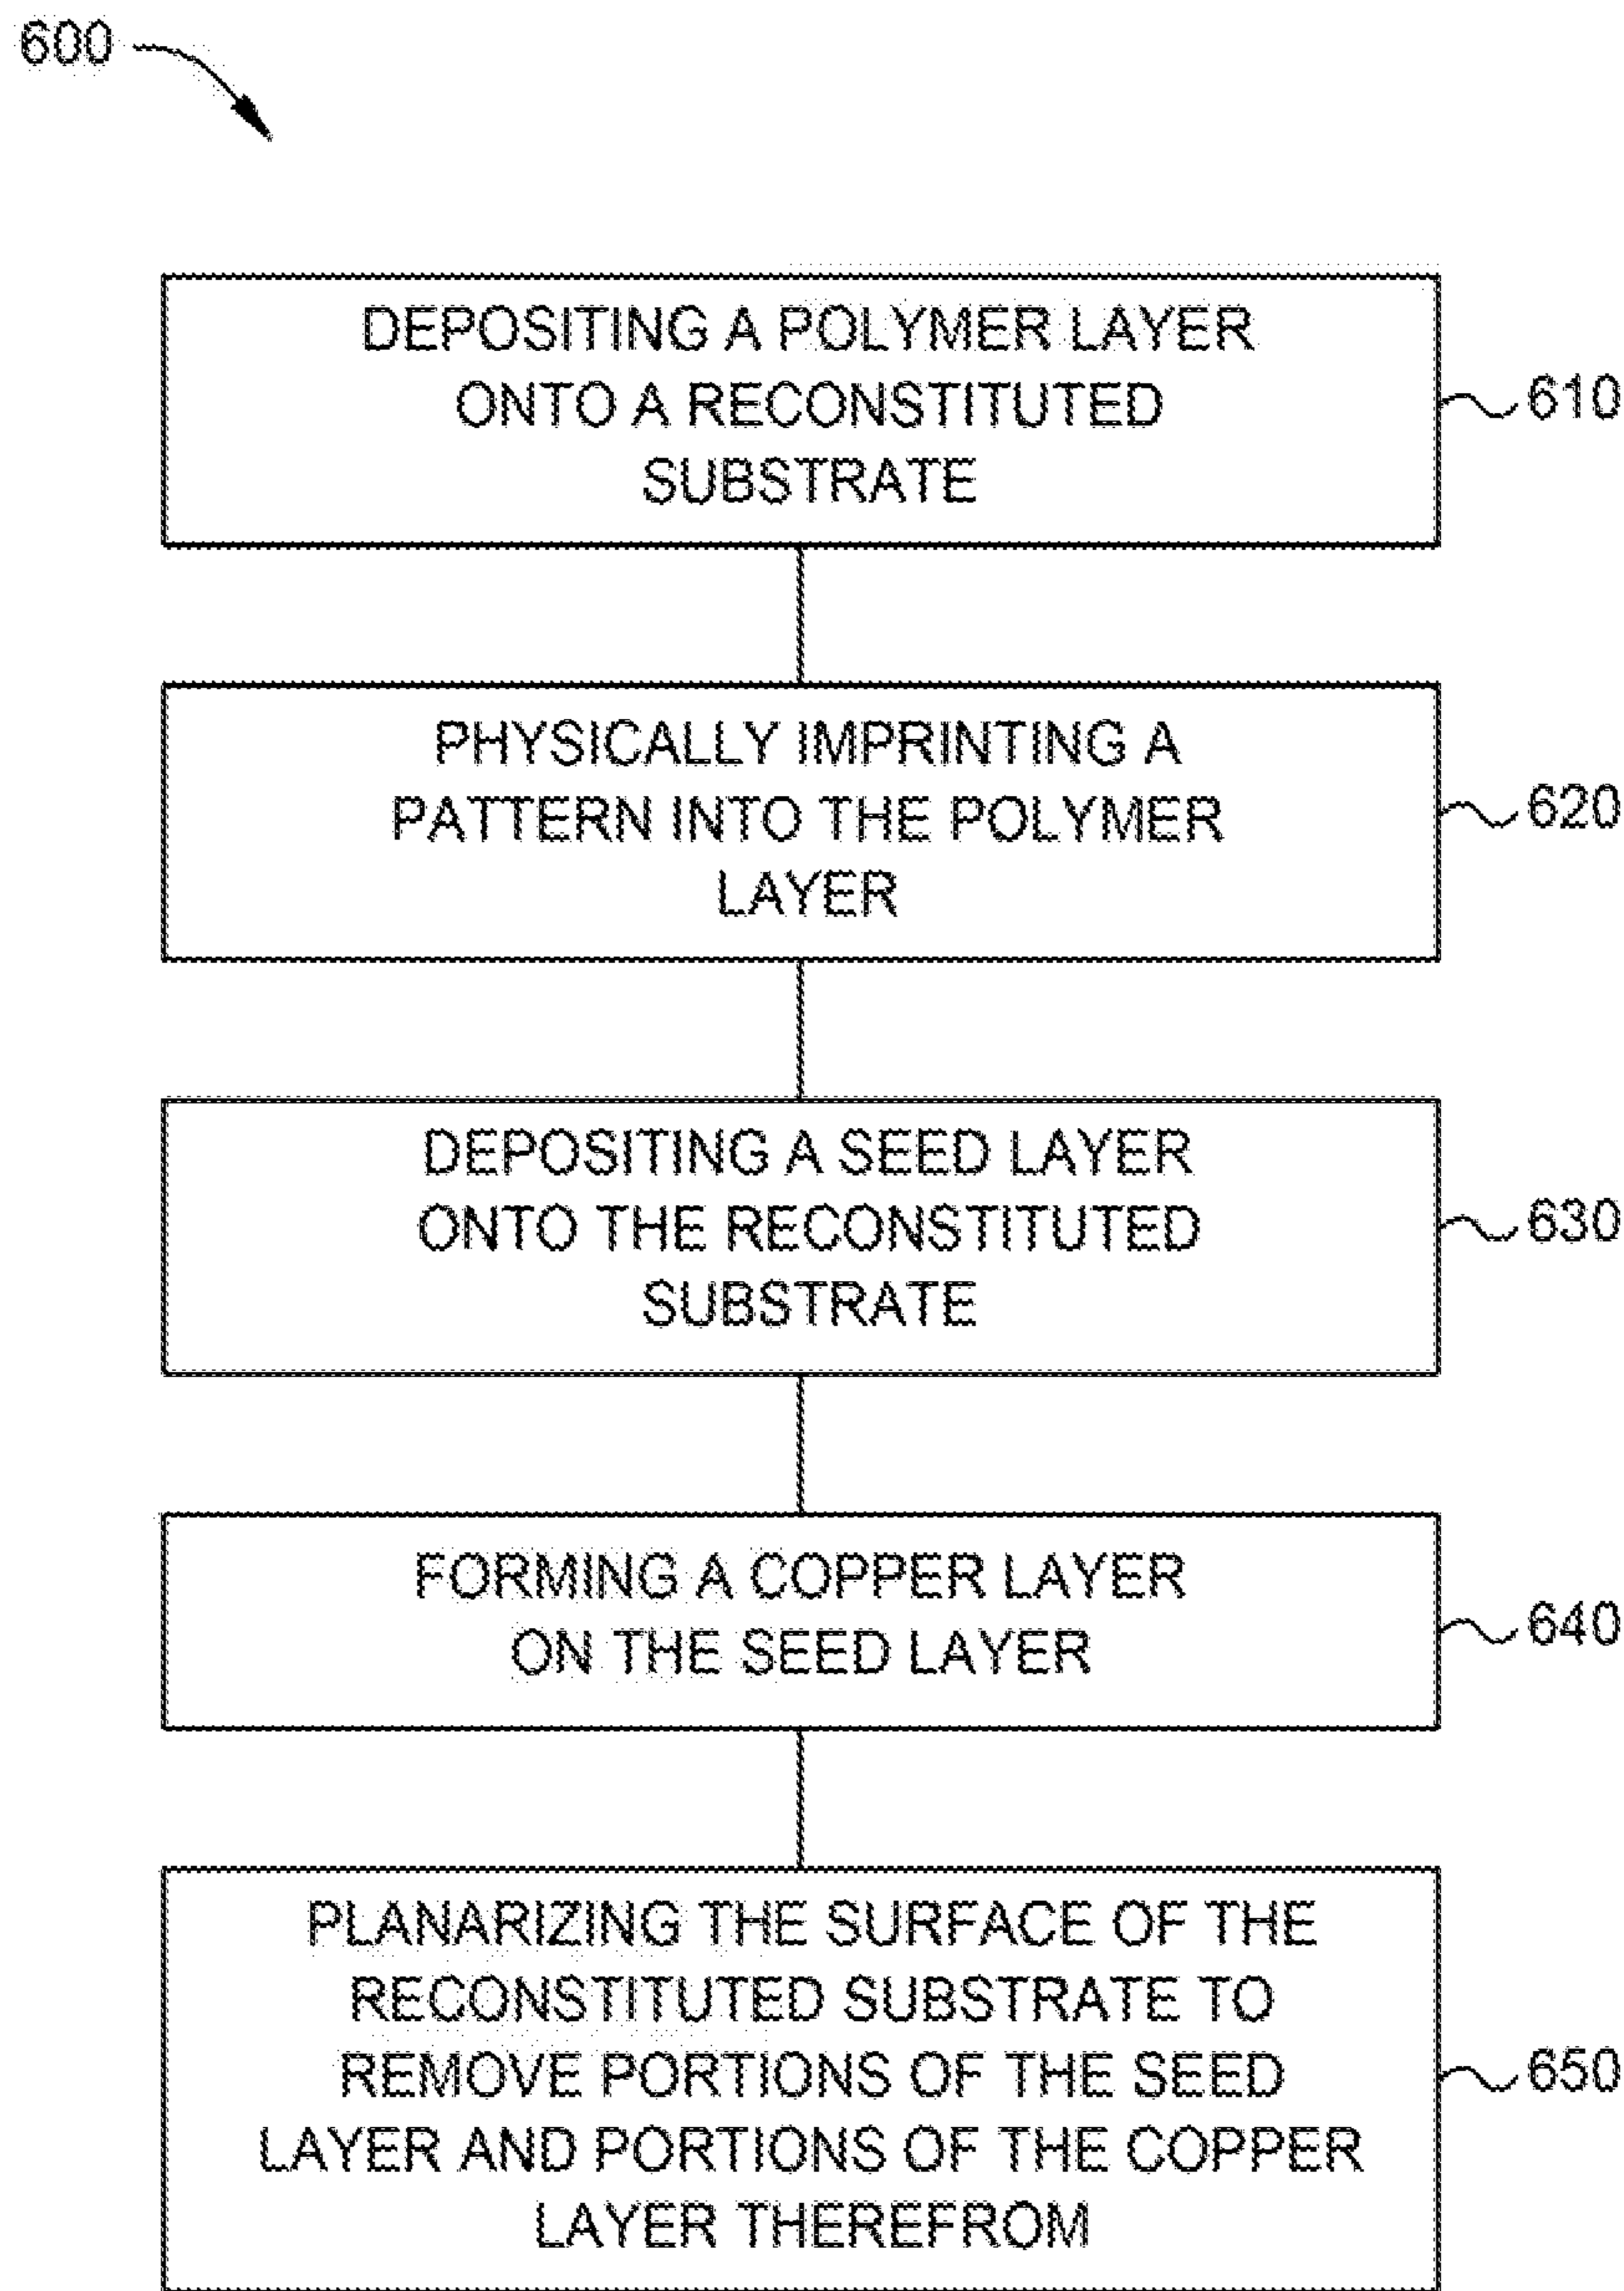 600
DEPOSITING A POLYMER LAYER
ONTO A RECONSTITUTED
SUBSTRATE
610
PHYSICALLY IMPRINTING A
PATTERN INTO THE POLYMER
LAYER
620
DEPOSITING A SEED LAYER
ONTO THE RECONSTITUTED
SUBSTRATE
630
FORMING A COPPER LAYER
ON THE SEED LAYER
640
PLANARIZING THE SURFACE OF THE
RECONSTITUTED SUBSTRATE TO
REMOVE PORTIONS OF THE SEED
LAYER AND PORTIONS OF THE COPPER
LAYER THEREFROM
650